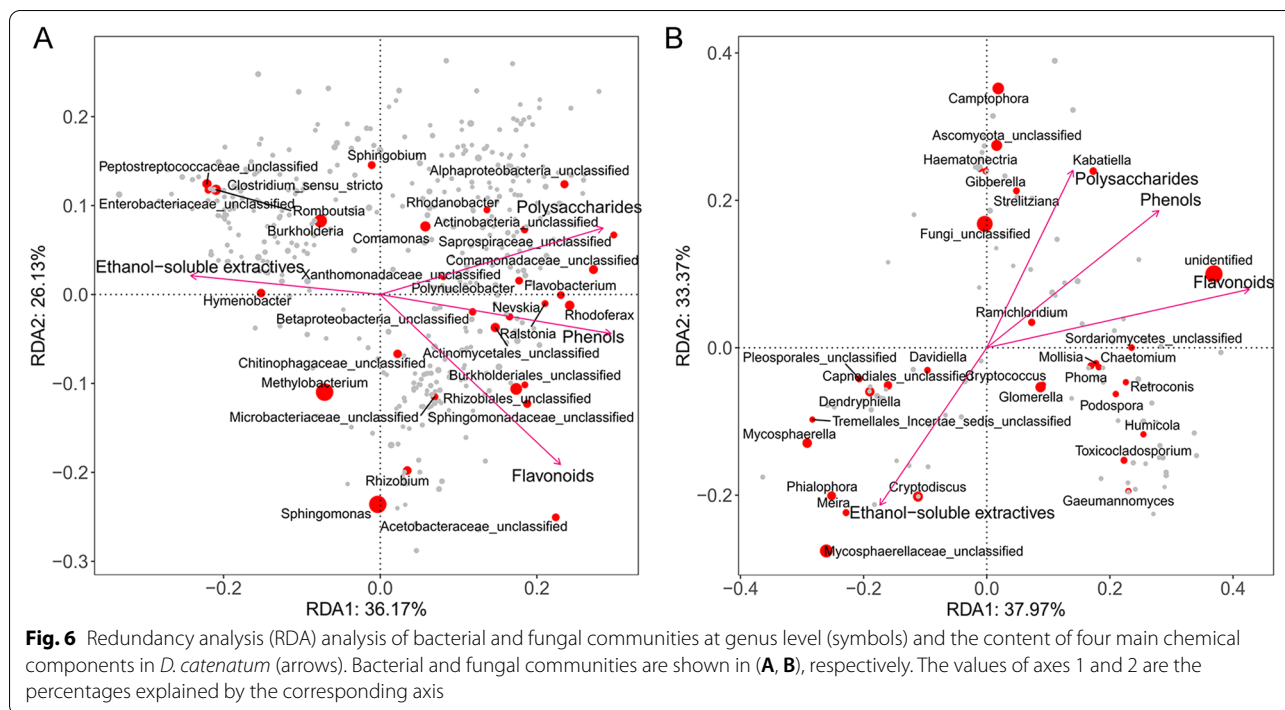 A
B
Peptostreptococcaceae_unclassified
Sphingobium
Alphaproteobacteria_unclassified
Clostridium_sensu_stricto
Enterobacteriaceae_unclassified
Romboutsia
Rhodanobacter
Polysaccharides
Burkholderia
Comamonas
Actinobacteria_unclassified
Saprospiraceae_unclassified
Ethanol-soluble extractives
Xanthomonadaceae_unclassified
Comamonadaceae_unclassified
Polynucleobacter
Flavobacterium
Hymenobacter
Nevskia
Rhodoferax
Betaproteobacteria_unclassified
Ralstonia
Phenols
Actinomycetales_unclassified
Chitinophagaceae_unclassified
Burkholderiales_unclassified
Methylobacterium
Rhizobiales_unclassified
Microbacteriaceae_unclassified
Sphingomonadaceae_unclassified
Rhizobium
Flavonoids
Sphingomonas
Acetobacteraceae_unclassified
0.2
0.1
0.0
−0.1
−0.2
−0.3
RDA2: 26.13%
−0.2
0.0
0.2
RDA1: 36.17%
Camptophora
Ascomycota_unclassified
Haematonectria
Kabatiella
Gibberella
Polysaccharides
Strelitziana
Phenols
Fungi_unclassified
unidentified
Flavonoids
Ramichloridium
Sordariomycetes_unclassified
Pleosporales_unclassified
Davidiella
Mollisia
Chaetomium
Capnodiales_unclassified
Cryptococcus
Phoma
Retroconis
Dendryphiella
Glomerella
Podospora
Tremellales_Incertae_sedis_unclassified
Humicola
Mycosphaerella
Toxicocladosporium
Phialophora
Cryptodiscus
Gaeumannomyces
Meira
Ethanol-soluble extractives
Mycosphaerellaceae_unclassified
0.4
0.2
0.0
−0.2
RDA2: 33.37%
−0.4
−0.2
0.0
0.2
0.4
RDA1: 37.97%
Fig. 6 Redundancy analysis (RDA) analysis of bacterial and fungal communities at genus level (symbols) and the content of four main chemical
components in D. catenatum (arrows). Bacterial and fungal communities are shown in (A, B), respectively. The values of axes 1 and 2 are the
percentages explained by the corresponding axis